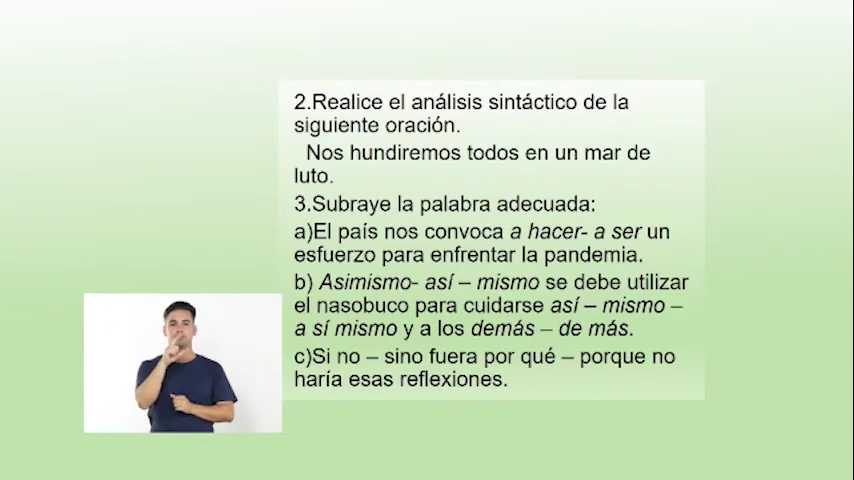 2.Realice el análisis sintáctico de la
siguiente oración.
Nos hundiremos todos en un mar de
luto.
3.Subraye la palabra adecuada:
a)El país nos convoca a hacer- a ser un
esfuerzo para enfrentar la pandemia.
b) Asimismo- así – mismo se debe utilizar
el nasobuco para cuidarse así – mismo –
a sí mismo y a los demás – de más.
c)Si no – sino fuera por qué – porque no
haría esas reflexiones.